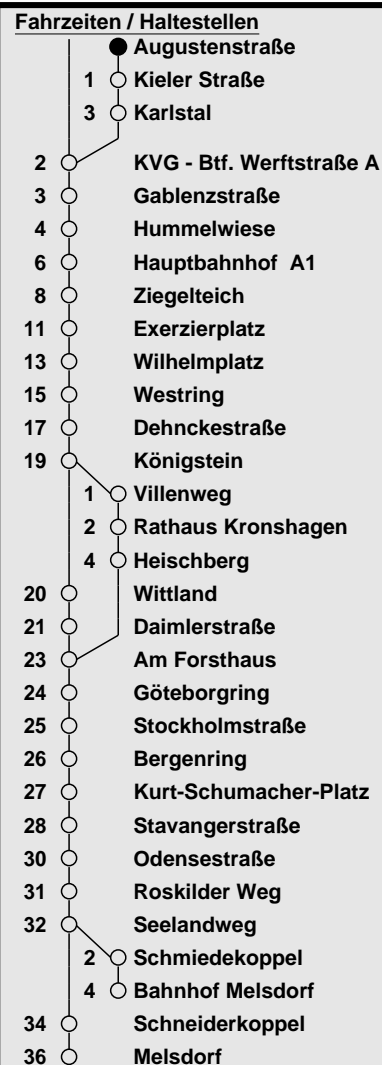 Fahrzeiten / Haltestellen
Augustenstraße
1 Kieler Straße
3 Karlstal
2 KVG - Btf. Werftstraße A
3 Gablenzstraße
4 Hummelwiese
6 Hauptbahnhof A1
8 Ziegelteich
11 Exerzierplatz
13 Wilhelmplatz
15 Westring
17 Dehnckestraße
19 Königstein
1 Villenweg
2 Rathaus Kronshagen
4 Heischberg
20 Wittland
21 Daimlerstraße
23 Am Forsthaus
24 Göteborgring
25 Stockholmstraße
26 Bergenring
27 Kurt-Schumacher-Platz
28 Stavangerstraße
30 Odensestraße
31 Roskilder Weg
32 Seelandweg
2 Schmiedekoppel
4 Bahnhof Melsdorf
34 Schneiderkoppel
36 Melsdorf